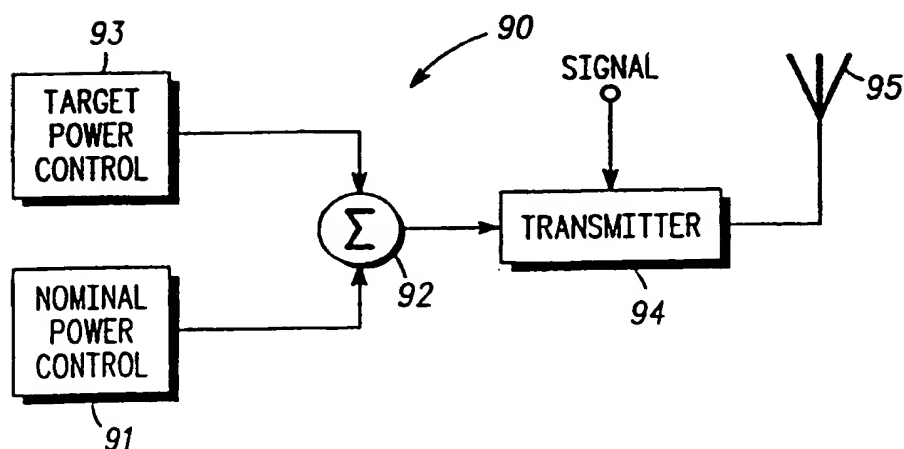 93
90
TARGET
POWER
CONTROL
SIGNAL
95
Σ
TRANSMITTER
92
94
NOMINAL
POWER
CONTROL
91